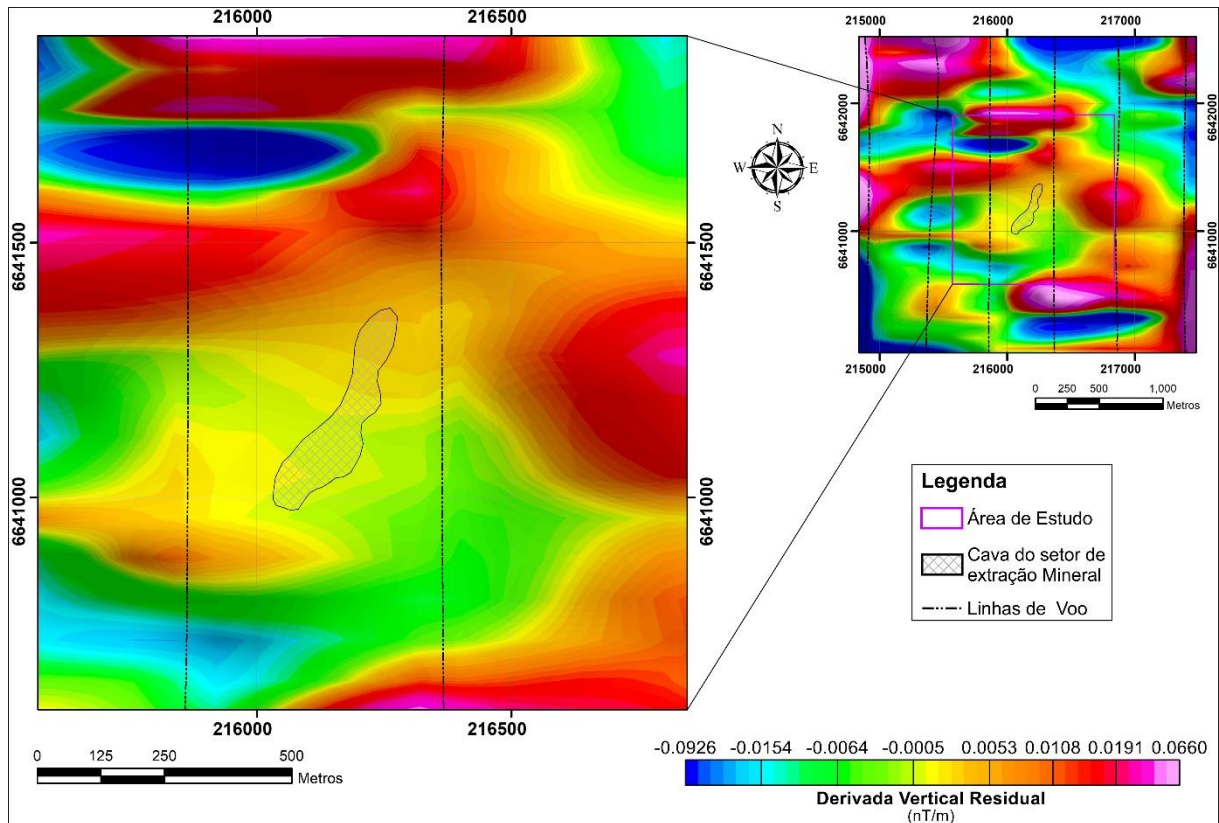 216000 216500
6641500
6641000
6641500
6641000
216000 216500
0 125 250 500
Metros
215000 216000 217000
6642000
6641000
6642000
6641000
215000 216000 217000
0 250 500 1,000
Metros
N
W E
S
Legenda
Área de Estudo
Cava do setor de
extração Mineral
Linhas de Voo
-0.0926 -0.0154 -0.0064 -0.0005 0.0053 0.0108 0.0191 0.0660
Derivada Vertical Residual
(nT/m)